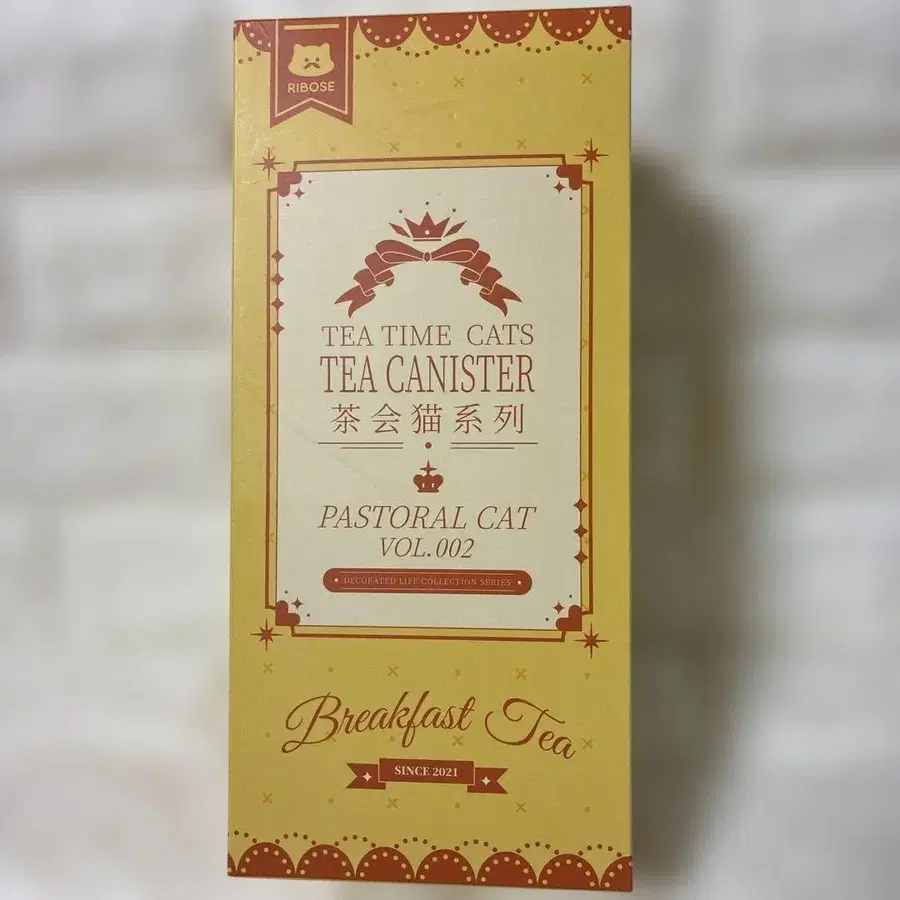 RIBOSE
TEA TIME CATS
TEA CANISTER
茶会猫系列
PASTORAL CAT
VOL.002
DECORATED LIFE COLLECTION SERIES
Breakfast Tea
SINCE 2021